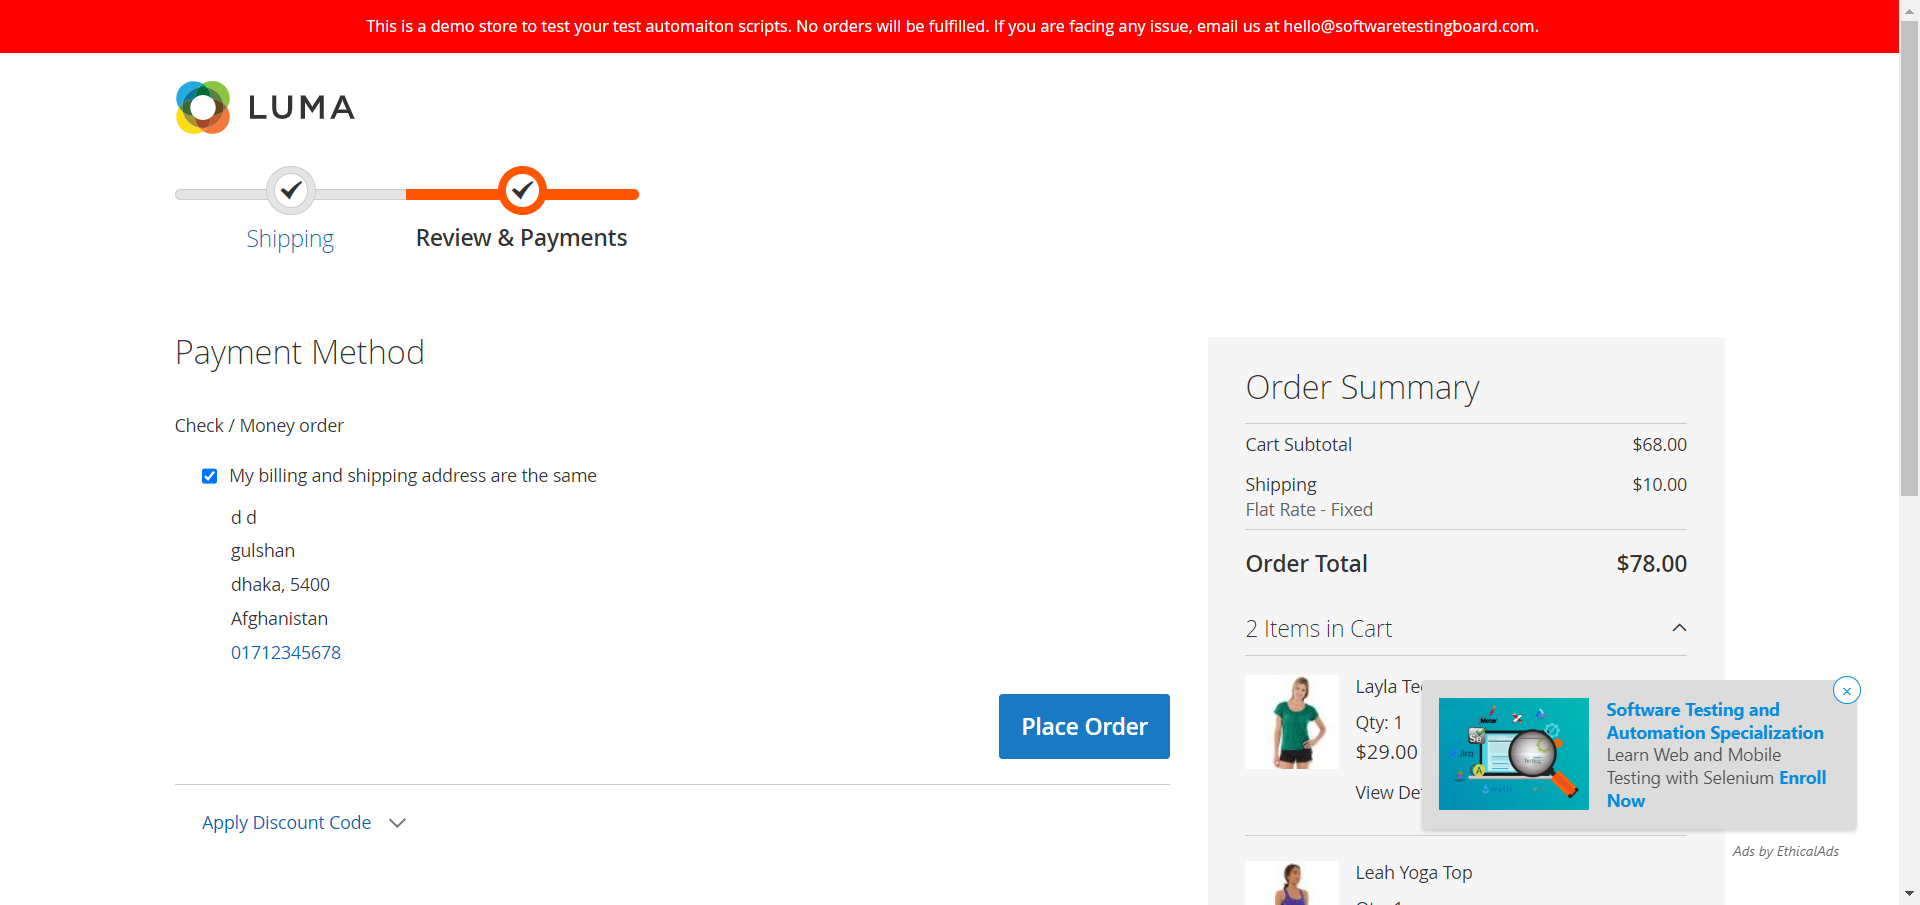 This is a demo store to test your test automaiton scripts. No orders will be fulfilled. If you are facing any issue, email us at hello@softwaretestingboard.com.
LUMA
Shipping
Review & Payments
Payment Method
Check / Money order
My billing and shipping address are the same
d d
gulshan
dhaka, 5400
Afghanistan
01712345678
Place Order
Apply Discount Code
Order Summary
Cart Subtotal $68.00
Shipping $10.00
Flat Rate - Fixed
Order Total $78.00
2 Items in Cart
Layla
Qty: 1
$29.00
View
Leah Yoga Top
Software Testing and
Automation Specialization
Learn Web and Mobile
Testing with Selenium Enroll
Now
Ads by EthicalAds